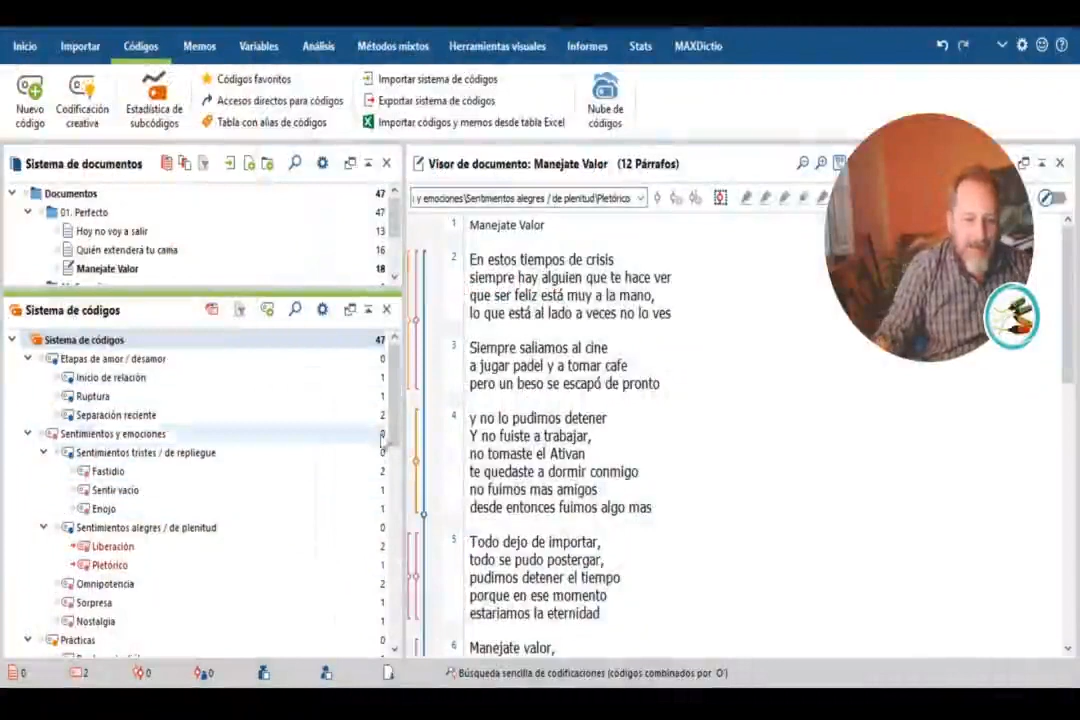 Inicio Importar Códigos Memos Variables Análisis Métodos mixtos Herramientas visuales Informes Stats MAXDictio
Nuevo código
Codificación creativa
Estadística de subcódigos
Códigos favoritos
Accesos directos para códigos
Tabla con alias de códigos
Importar sistema de códigos
Exportar sistema de códigos
Importar códigos y memos desde tabla Excel
Nube de códigos
Sistema de documentos
Documentos 47
01. Perfecto 47
Hoy no voy a salir 13
Quién extenderá tu cama 16
Manejate Valor 18
Sistema de códigos
Sistema de códigos 47
Etapas de amor / desamor 0
Inicio de relación 1
Ruptura 1
Separación reciente 2
Sentimientos y emociones 0
Sentimientos tristes / de repliegue 0
Fastidio 2
Sentir vacío 1
Enojo 1
Sentimientos alegres / de plenitud 0
Liberación 2
Pletórico 1
Omnipotencia 2
Sorpresa 1
Nostalgia 1
Prácticas 0
Visor de documento: Manejate Valor (12 Párrafos)
y emociones\Sentimientos alegres / de plenitud\Pletórico
1 Manejate Valor
2 En estos tiempos de crisis
siempre hay alguien que te hace ver
que ser feliz está muy a la mano,
lo que está al lado a veces no lo ves
3 Siempre saliamos al cine
a jugar padel y a tomar cafe
pero un beso se escapó de pronto
4 y no lo pudimos detener
Y no fuiste a trabajar,
no tomaste el Ativan
te quedaste a dormir conmigo
no fuimos mas amigos
desde entonces fuimos algo mas
5 Todo dejo de importar,
todo se pudo postergar,
pudimos detener el tiempo
porque en ese momento
estariamos la eternidad
6 Manejate valor,
0 2 0 0
Búsqueda sencilla de codificaciones (códigos combinados por 'O')